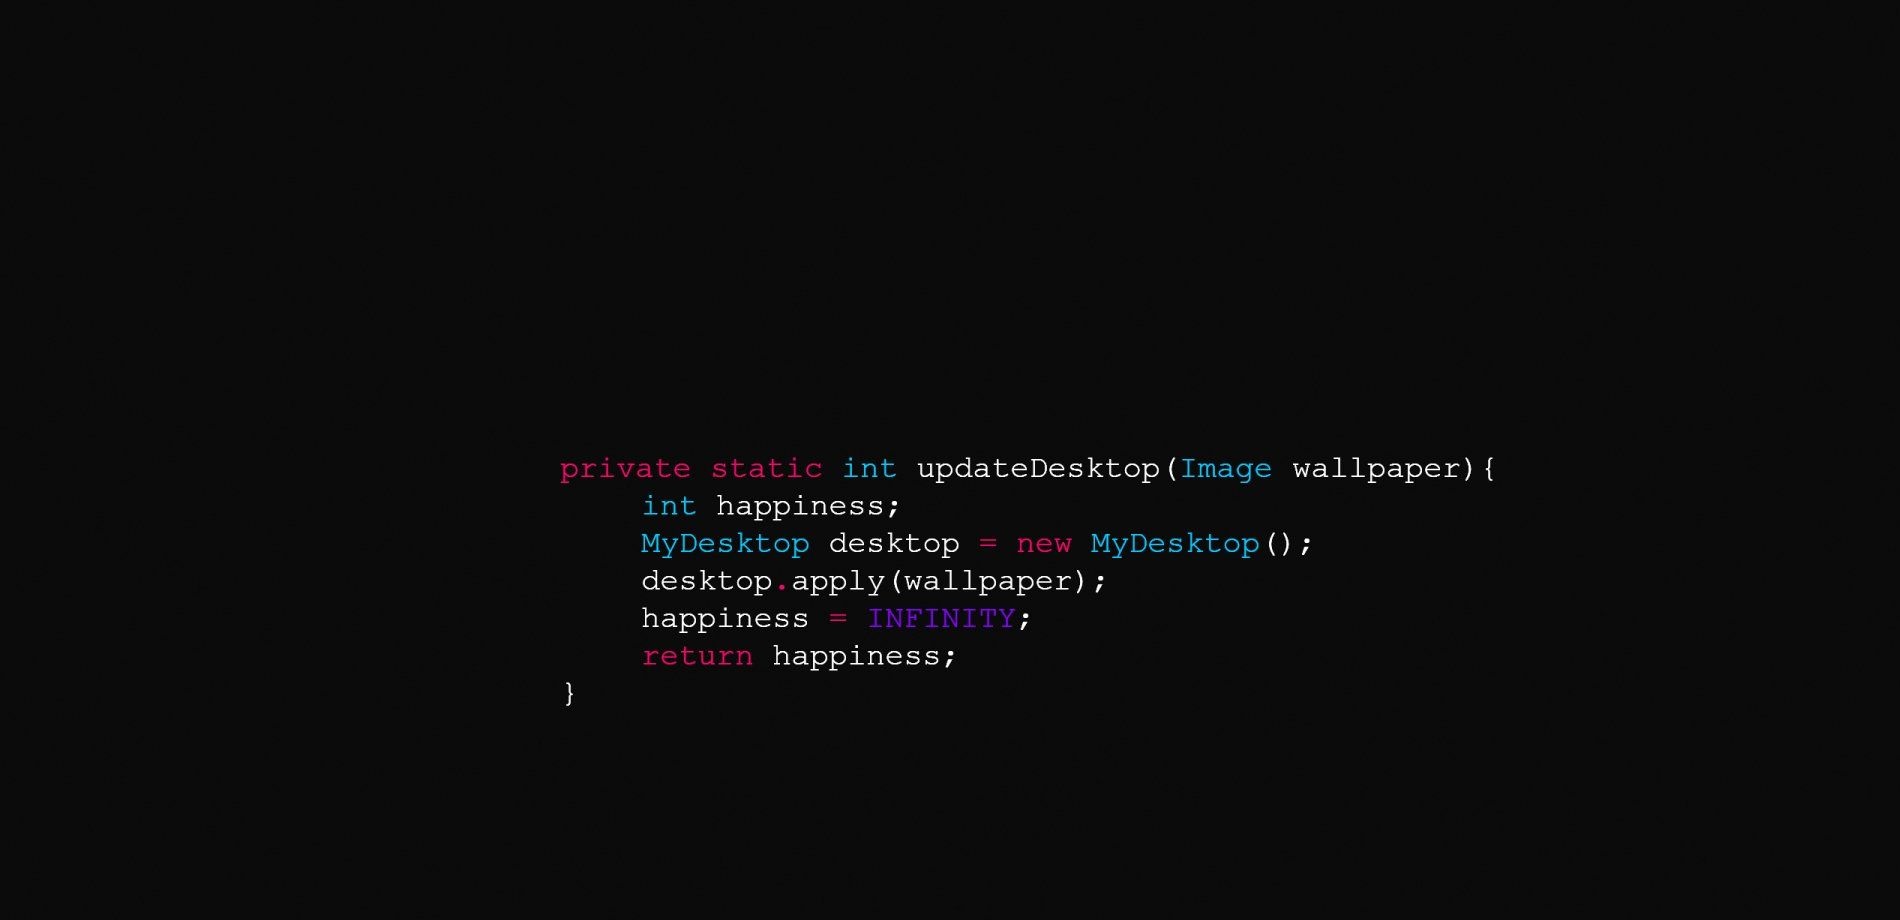 private static int updateDesktop(Image wallpaper){
int happiness;
MyDesktop desktop = new MyDesktop();
desktop.apply(wallpaper);
happiness = INFINITY;
return happiness;
}